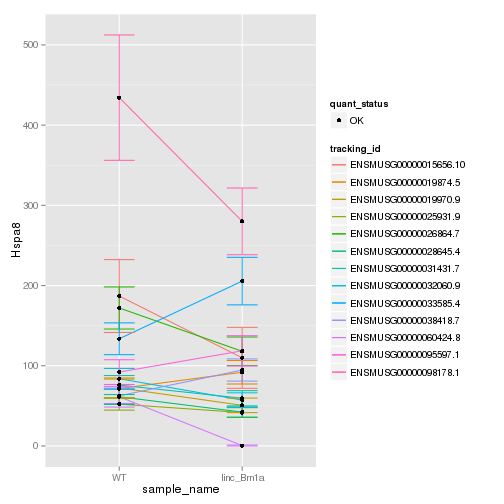 500
400
300
200
100
0
Hspa8
WT
linc_Brn1a
sample_name
quant_status
OK
tracking_id
ENSMUSG00000015656.10
ENSMUSG00000019874.5
ENSMUSG00000019970.9
ENSMUSG00000025931.9
ENSMUSG00000026864.7
ENSMUSG00000028645.4
ENSMUSG00000031431.7
ENSMUSG00000032060.9
ENSMUSG00000033585.4
ENSMUSG00000038418.7
ENSMUSG00000060424.8
ENSMUSG00000095597.1
ENSMUSG00000098178.1